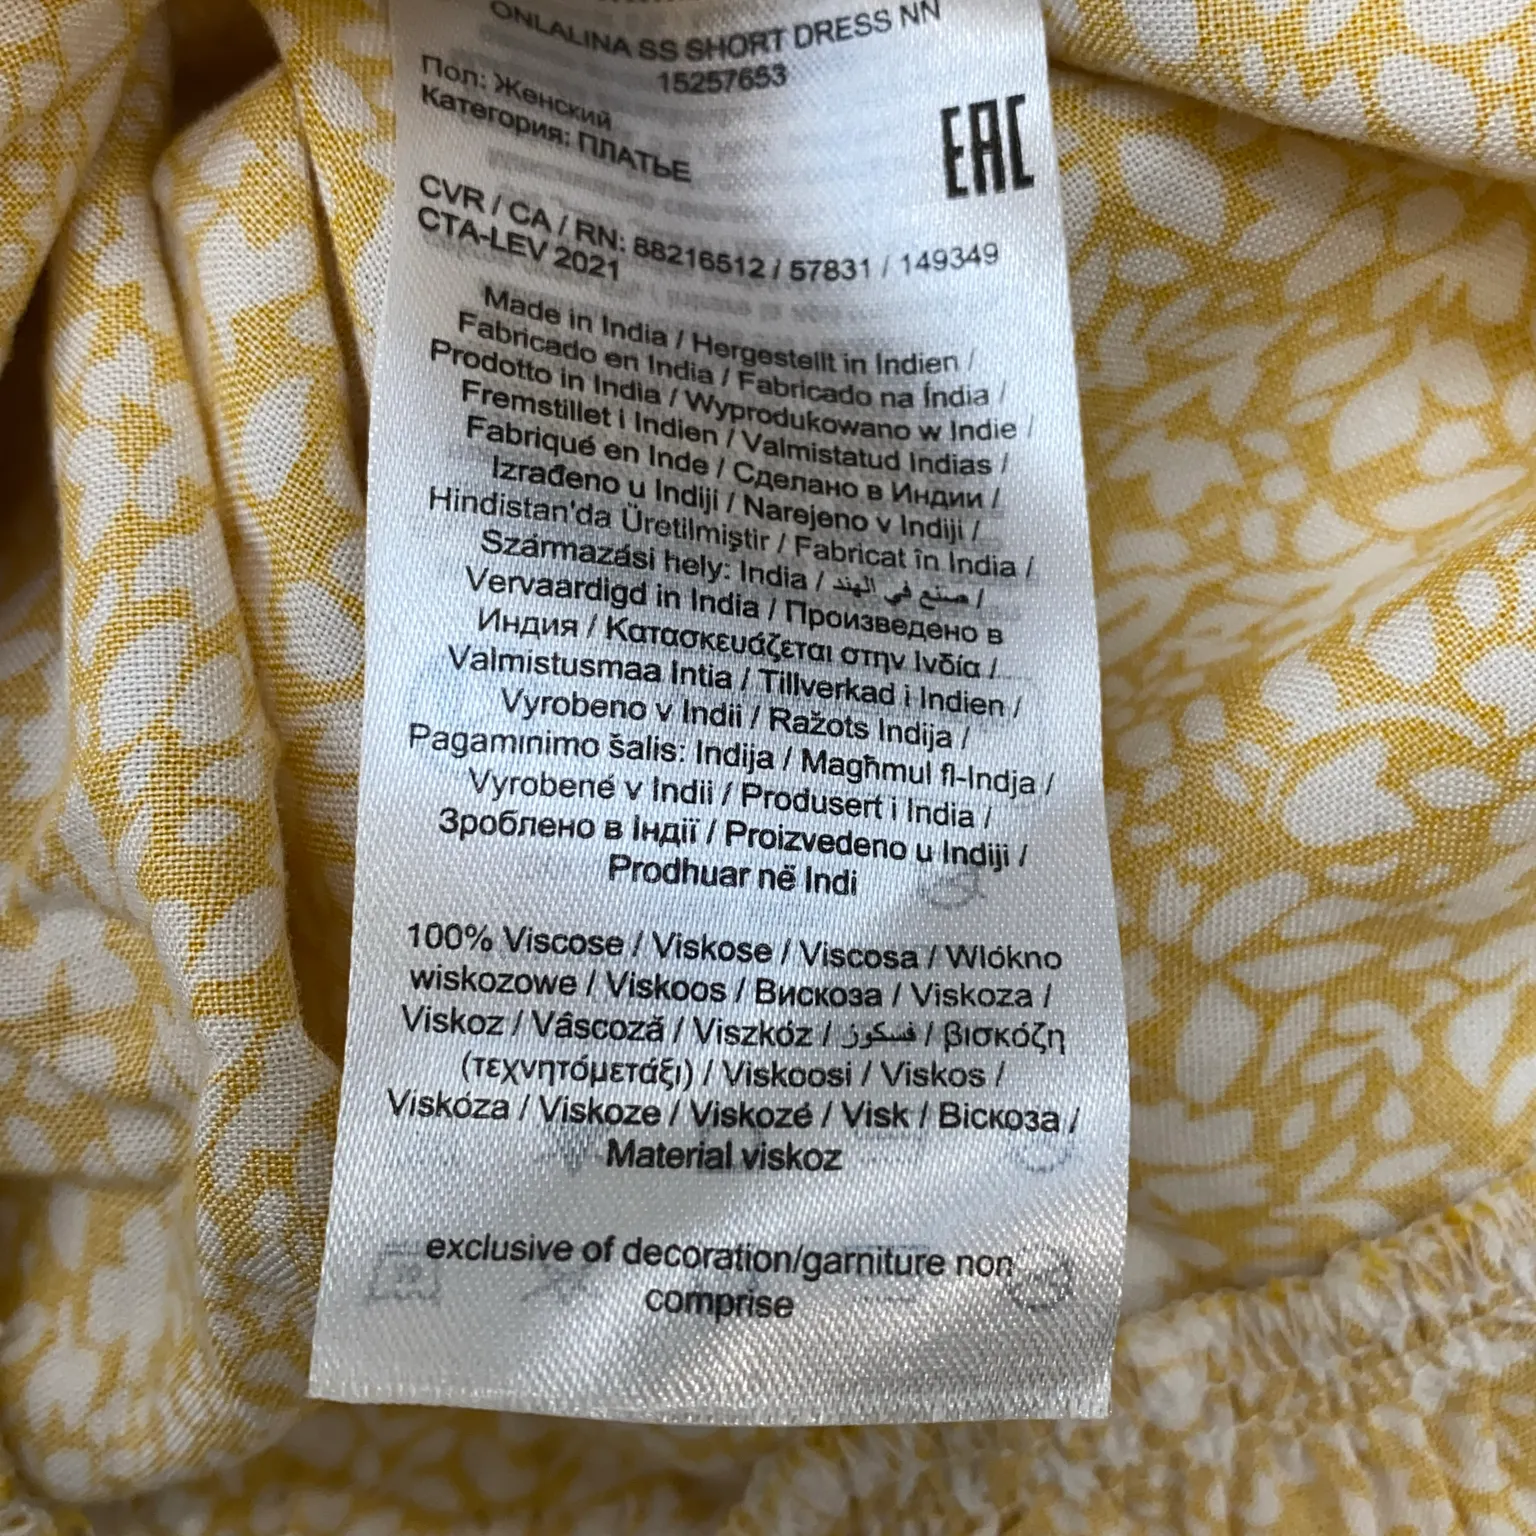 ONLALINA SS SHORT DRESS NN
15257653
Пол: Женский
Категория: ПЛАТЬЕ
EAC
CVR / CA / RN: 88216512 / 57831 / 149349
CTA-LEV 2021
Made in India / Hergestellt in Indien /
Fabricado en India / Fabricado na Índia /
Prodotto in India / Wyprodukowano w Indie /
Fremstillet i Indien / Valmistatud Indias /
Fabriqué en Inde / Сделано в Индии /
Izrađeno u Indiji / Narejeno v Indiji /
Hindistan'da Üretilmiştir / Fabricat în India /
Származási hely: India / صنع في الهند /
Vervaardigd in India / Произведено в
Индия / Κατασκευάζεται στην Ινδία /
Valmistusmaa Intia / Tillverkad i Indien /
Vyrobeno v Indii / Ražots Indija /
Pagaminimo šalis: Indija / Magħmul fl-Indja /
Vyrobené v Indii / Produsert i India /
Зроблено в Індії / Proizvedeno u Indiji /
Prodhuar në Indi
100% Viscose / Viskose / Viscosa / Wlókno
wiskozowe / Viskoos / Вискоза / Viskoza /
Viskoz / Vâscoză / Viszkóz / فسكوز / βισκόζη
(τεχνητόμετάξι) / Viskoosi / Viskos /
Viskóza / Viskoze / Viskozé / Visk / Віскоза /
Material viskoz
exclusive of decoration/garniture non
comprise